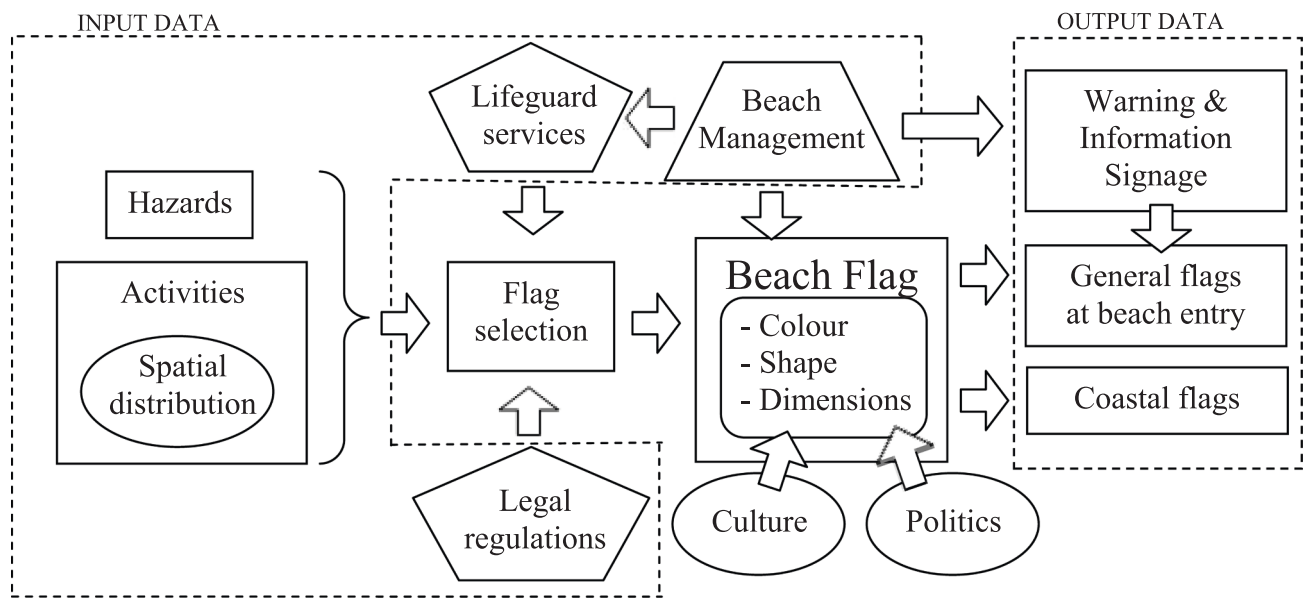 INPUT DATA
OUTPUT DATA
Lifeguard
services
Beach
Management
Warning &
Information
Signage
Hazards
Activities
Spatial
distribution
Flag
selection
Beach Flag
- Colour
- Shape
- Dimensions
General flags
at beach entry
Coastal flags
Legal
regulations
Culture
Politics